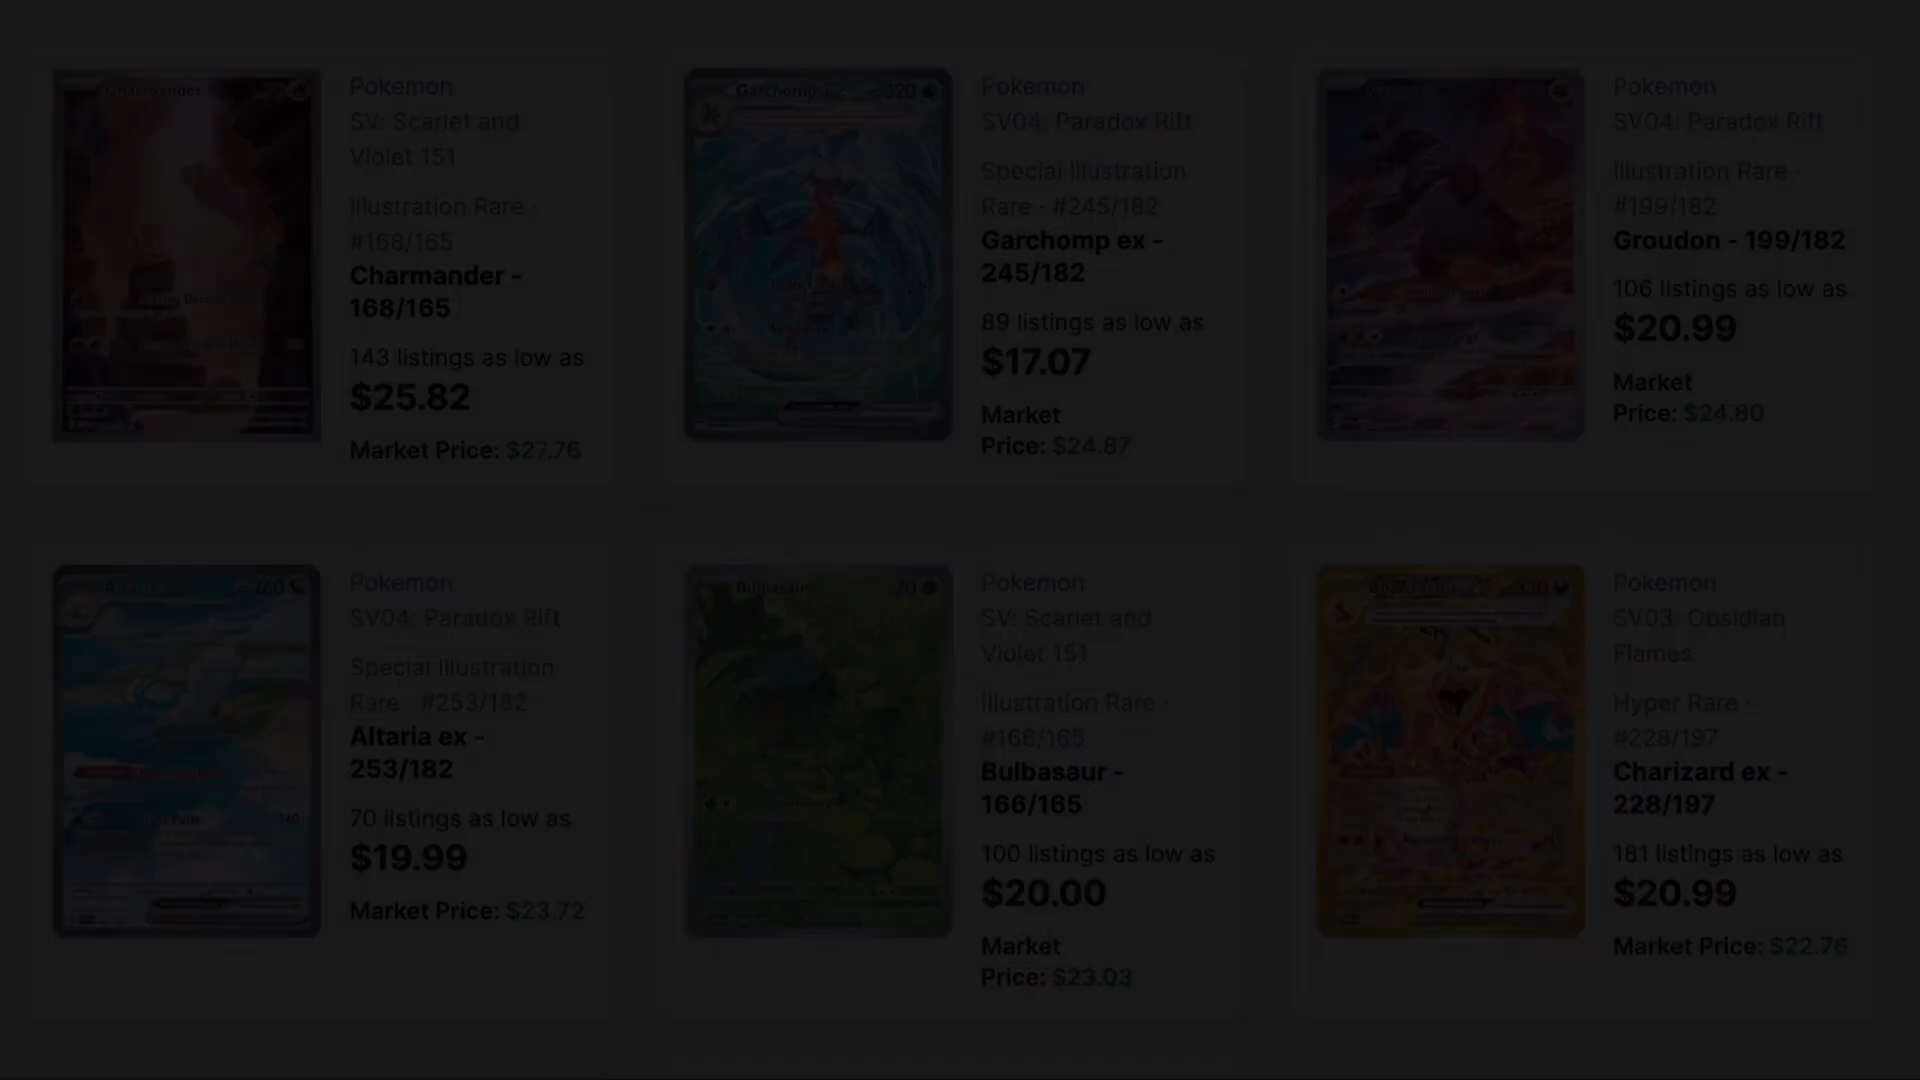 Charmander
Pokemon
SV: Scarlet and
Violet 151
Illustration Rare ·
#168/165
Charmander -
168/165
143 listings as low as
$25.82
Market Price: $27.76
Garchomp
320
Pokemon
SV04: Paradox Rift
Special Illustration
Rare · #245/182
Garchomp ex -
245/182
89 listings as low as
$17.07
Market
Price: $24.87
Pokemon
SV04: Paradox Rift
Illustration Rare ·
#199/182
Groudon - 199/182
106 listings as low as
$20.99
Market
Price: $24.80
260
140
Pokemon
SV04: Paradox Rift
Special Illustration
Rare · #253/182
Altaria ex -
253/182
70 listings as low as
$19.99
Market Price: $23.72
Bulbasaur
70
Pokemon
SV: Scarlet and
Violet 151
Illustration Rare ·
#166/165
Bulbasaur -
166/165
100 listings as low as
$20.00
Market
Price: $23.03
Pokemon
SV03: Obsidian
Flames
Hyper Rare ·
#228/197
Charizard ex -
228/197
181 listings as low as
$20.99
Market Price: $22.76